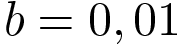 b = 0,01